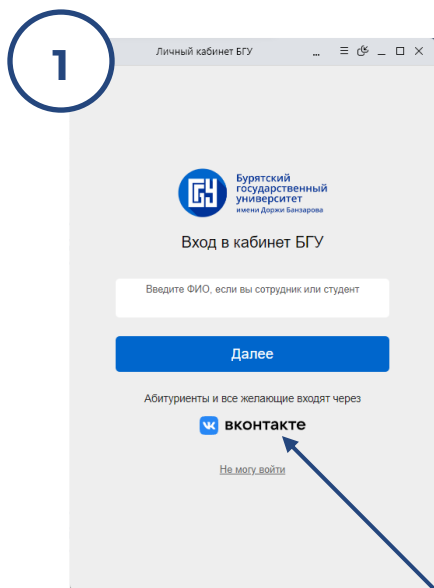 1
Личный кабинет БГУ
Бурятский
государственный
университет
имени Доржи Банзарова
Вход в кабинет БГУ
Введите ФИО, если вы сотрудник или студент
Далее
Абитуриенты и все желающие входят через
вконтакте
Не могу войти